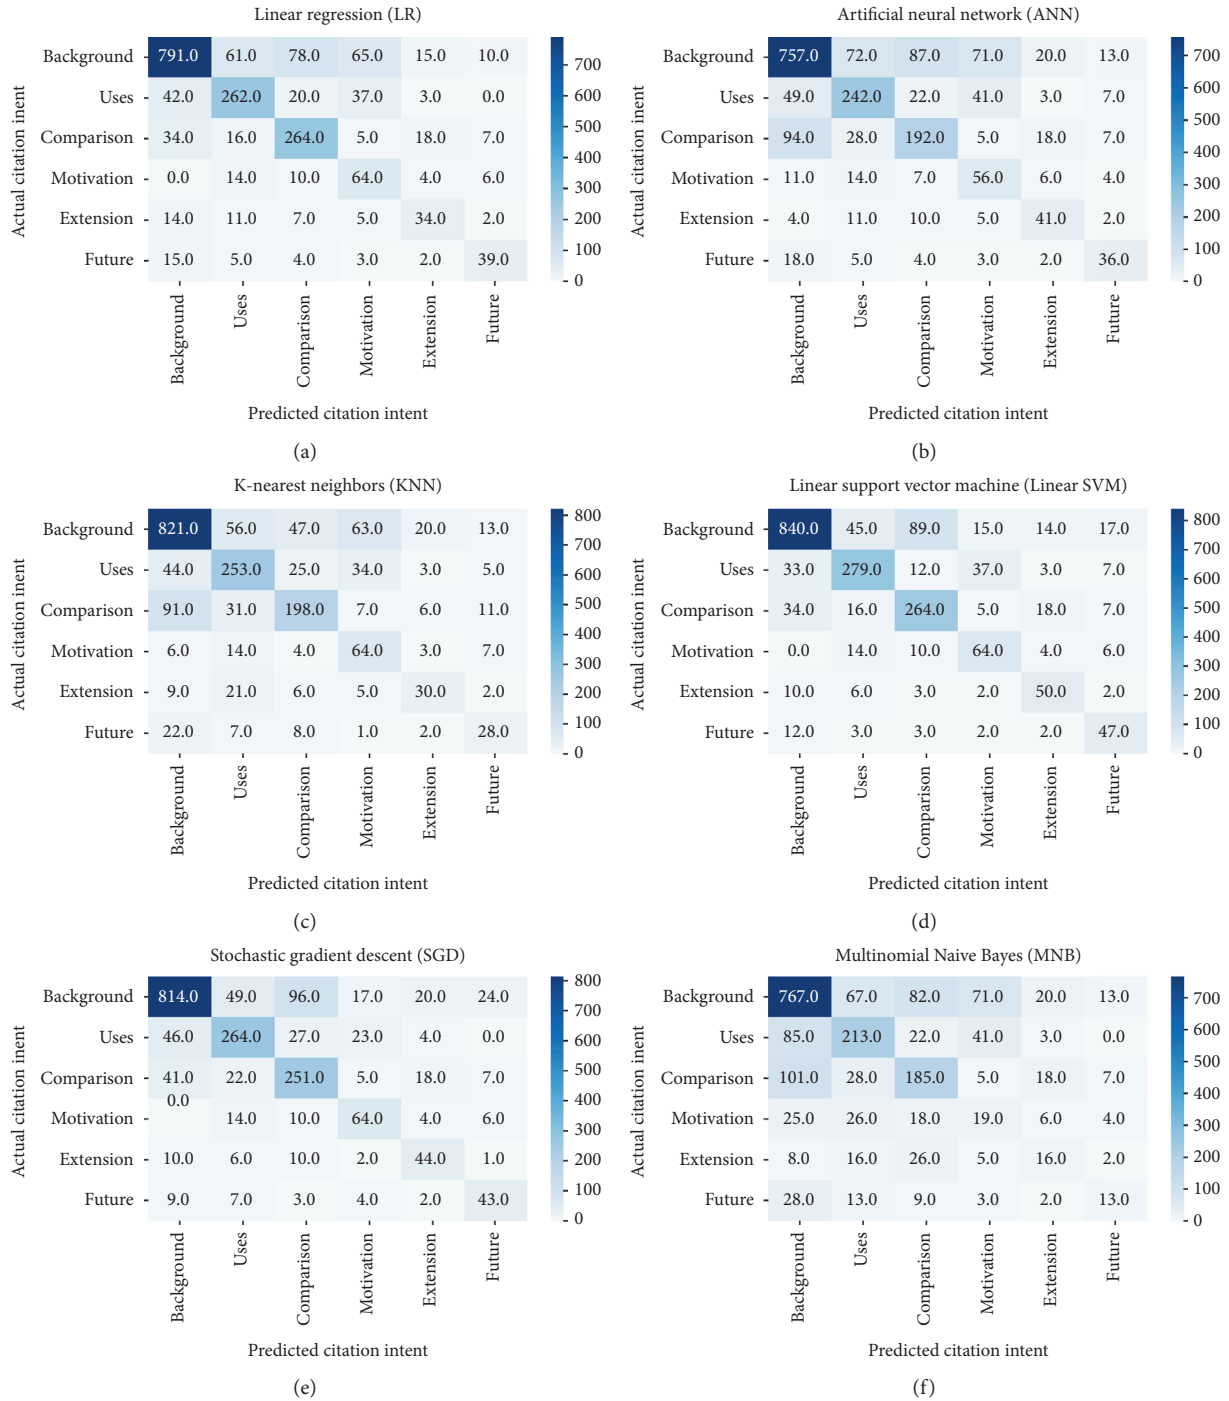 Linear regression (LR)
Actual citation inent
Background 791.0 61.0 78.0 65.0 15.0 10.0
Uses 42.0 262.0 20.0 37.0 3.0 0.0
Comparison 34.0 16.0 264.0 5.0 18.0 7.0
Motivation 0.0 14.0 10.0 64.0 4.0 6.0
Extension 14.0 11.0 7.0 5.0 34.0 2.0
Future 15.0 5.0 4.0 3.0 2.0 39.0
700
600
500
400
300
200
100
0
Background Uses Comparison Motivation Extension Future
Predicted citation intent
(a)
Artificial neural network (ANN)
Actual citation inent
Background 757.0 72.0 87.0 71.0 20.0 13.0
Uses 49.0 242.0 22.0 41.0 3.0 7.0
Comparison 94.0 28.0 192.0 5.0 18.0 7.0
Motivation 11.0 14.0 7.0 56.0 6.0 4.0
Extension 4.0 11.0 10.0 5.0 41.0 2.0
Future 18.0 5.0 4.0 3.0 2.0 36.0
700
600
500
400
300
200
100
0
Background Uses Comparison Motivation Extension Future
Predicted citation intent
(b)
K-nearest neighbors (KNN)
Actual citation inent
Background 821.0 56.0 47.0 63.0 20.0 13.0
Uses 44.0 253.0 25.0 34.0 3.0 5.0
Comparison 91.0 31.0 198.0 7.0 6.0 11.0
Motivation 6.0 14.0 4.0 64.0 3.0 7.0
Extension 9.0 21.0 6.0 5.0 30.0 2.0
Future 22.0 7.0 8.0 1.0 2.0 28.0
800
700
600
500
400
300
200
100
0
Background Uses Comparison Motivation Extension Future
Predicted citation intent
(c)
Linear support vector machine (Linear SVM)
Actual citation inent
Background 840.0 45.0 89.0 15.0 14.0 17.0
Uses 33.0 279.0 12.0 37.0 3.0 7.0
Comparison 34.0 16.0 264.0 5.0 18.0 7.0
Motivation 0.0 14.0 10.0 64.0 4.0 6.0
Extension 10.0 6.0 3.0 2.0 50.0 2.0
Future 12.0 3.0 3.0 2.0 2.0 47.0
800
700
600
500
400
300
200
100
0
Background Uses Comparison Motivation Extension Future
Predicted citation intent
(d)
Stochastic gradient descent (SGD)
Actual citation inent
Background 814.0 49.0 96.0 17.0 20.0 24.0
Uses 46.0 264.0 27.0 23.0 4.0 0.0
Comparison 41.0 22.0 251.0 5.0 18.0 7.0
0.0
Motivation 14.0 10.0 64.0 4.0 6.0
Extension 10.0 6.0 10.0 2.0 44.0 1.0
Future 9.0 7.0 3.0 4.0 2.0 43.0
800
700
600
500
400
300
200
100
0
Background Uses Comparison Motivation Extension Future
Predicted citation intent
(e)
Multinomial Naive Bayes (MNB)
Actual citation inent
Background 767.0 67.0 82.0 71.0 20.0 13.0
Uses 85.0 213.0 22.0 41.0 3.0 0.0
Comparison 101.0 28.0 185.0 5.0 18.0 7.0
Motivation 25.0 26.0 18.0 19.0 6.0 4.0
Extension 8.0 16.0 26.0 5.0 16.0 2.0
Future 28.0 13.0 9.0 3.0 2.0 13.0
700
600
500
400
300
200
100
0
Background Uses Comparison Motivation Extension Future
Predicted citation intent
(f)